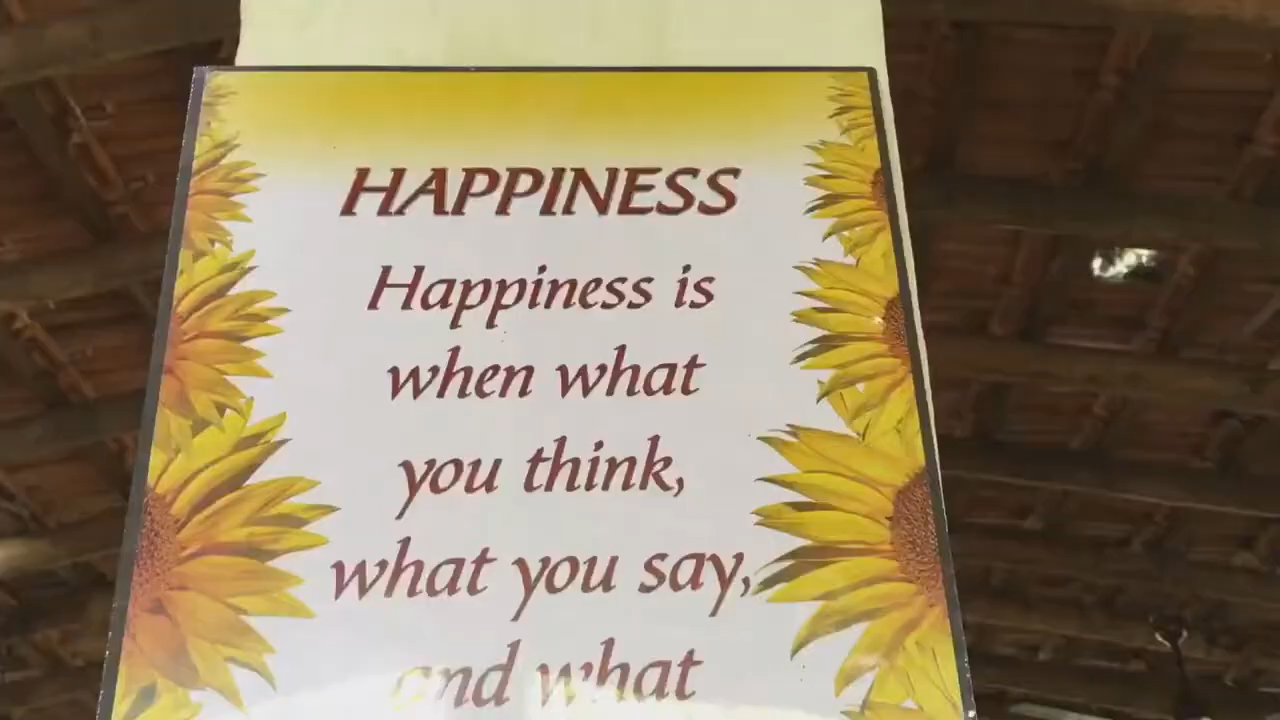 HAPPINESS
Happiness is
when what
you think,
what you say,
and what